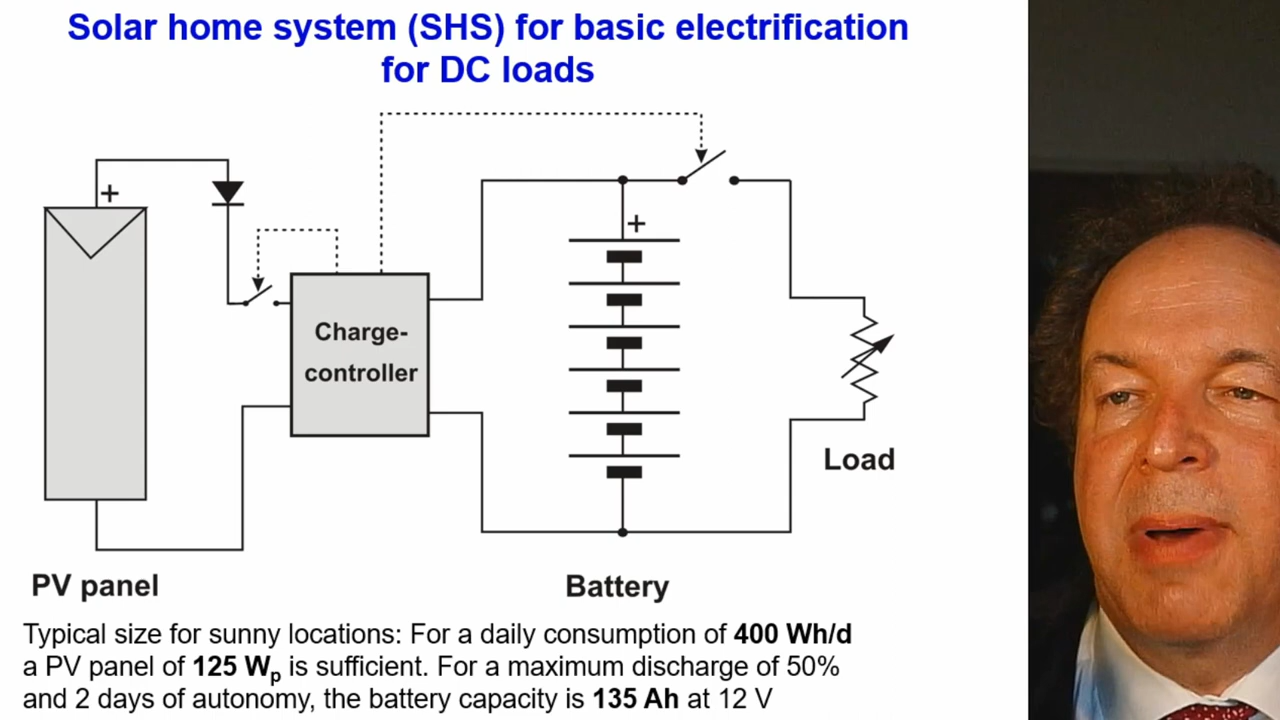 Solar home system (SHS) for basic electrification
for DC loads
+
+
Charge-
controller
Load
PV panel
Battery
Typical size for sunny locations: For a daily consumption of 400 Wh/d
a PV panel of 125 Wp is sufficient. For a maximum discharge of 50%
and 2 days of autonomy, the battery capacity is 135 Ah at 12 V